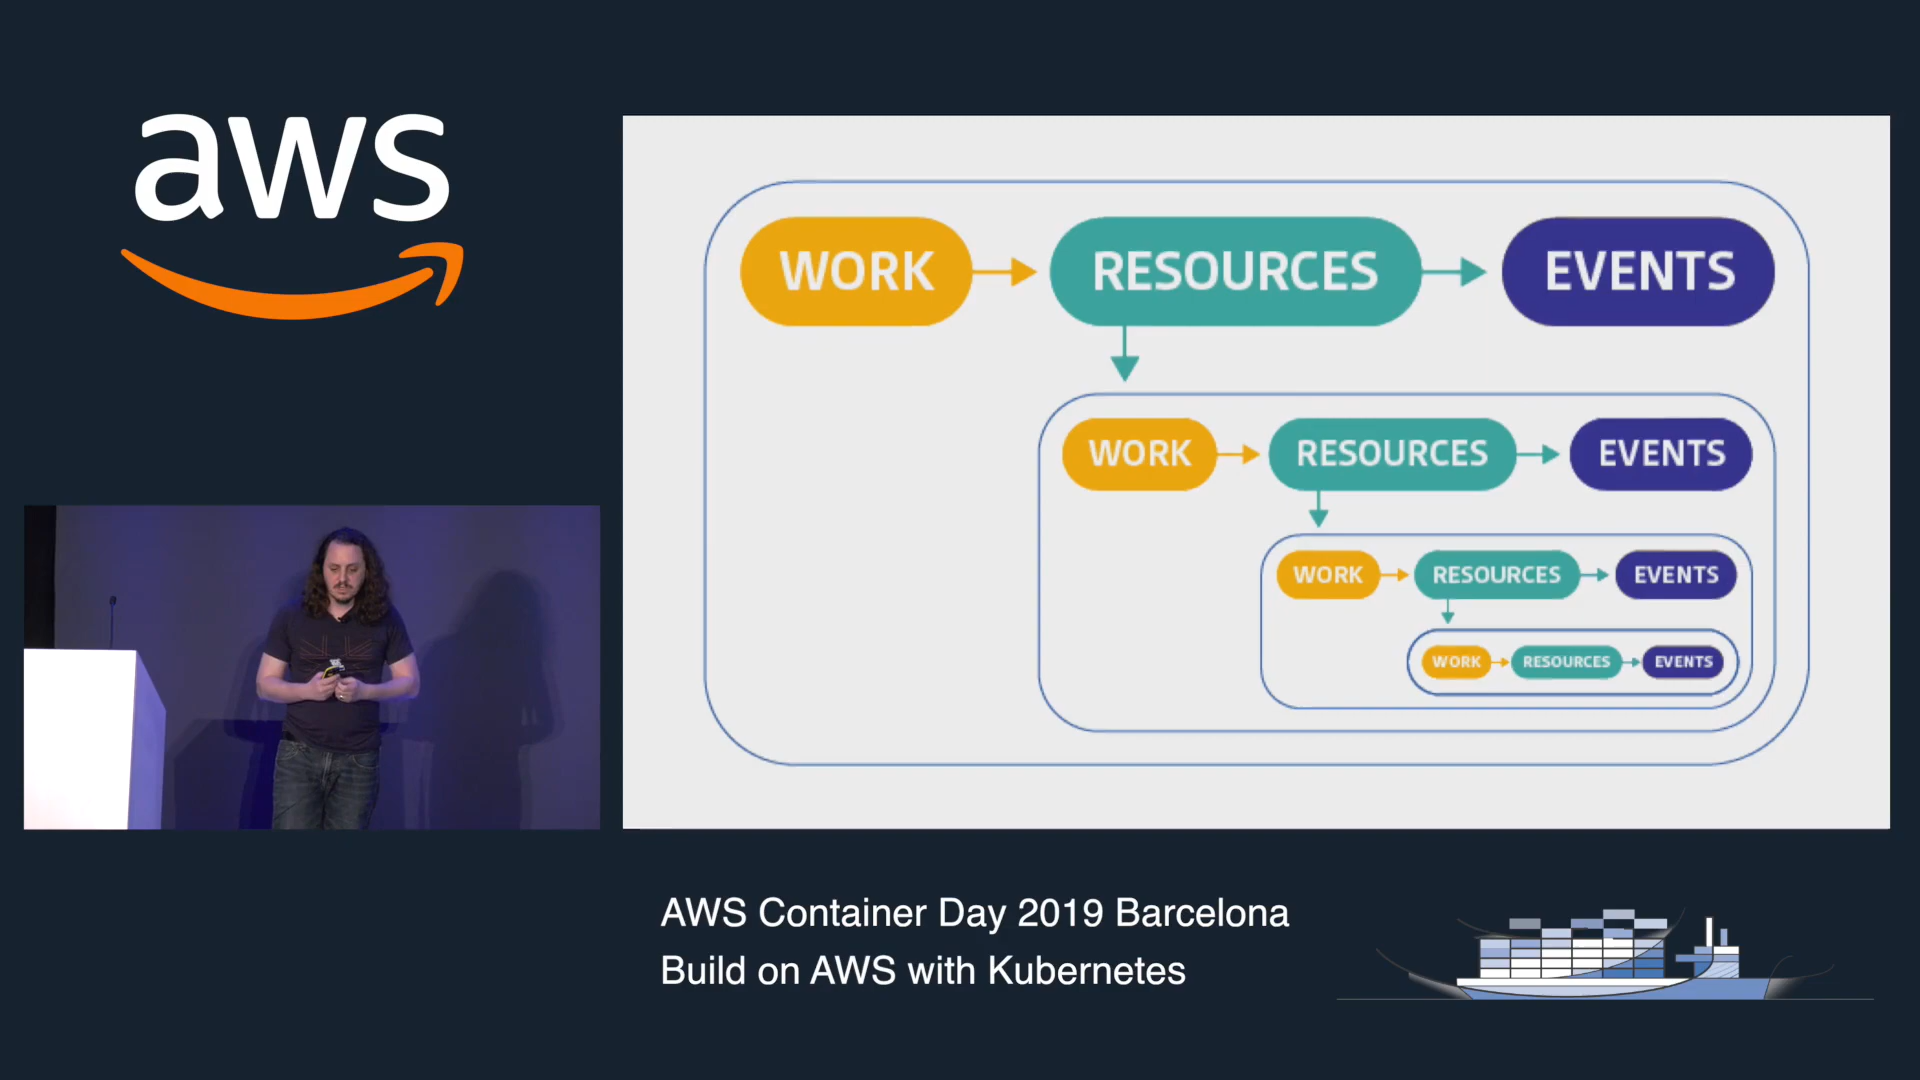 aws
WORK RESOURCES EVENTS
WORK RESOURCES EVENTS
WORK RESOURCES EVENTS
WORK RESOURCES EVENTS
AWS Container Day 2019 Barcelona
Build on AWS with Kubernetes